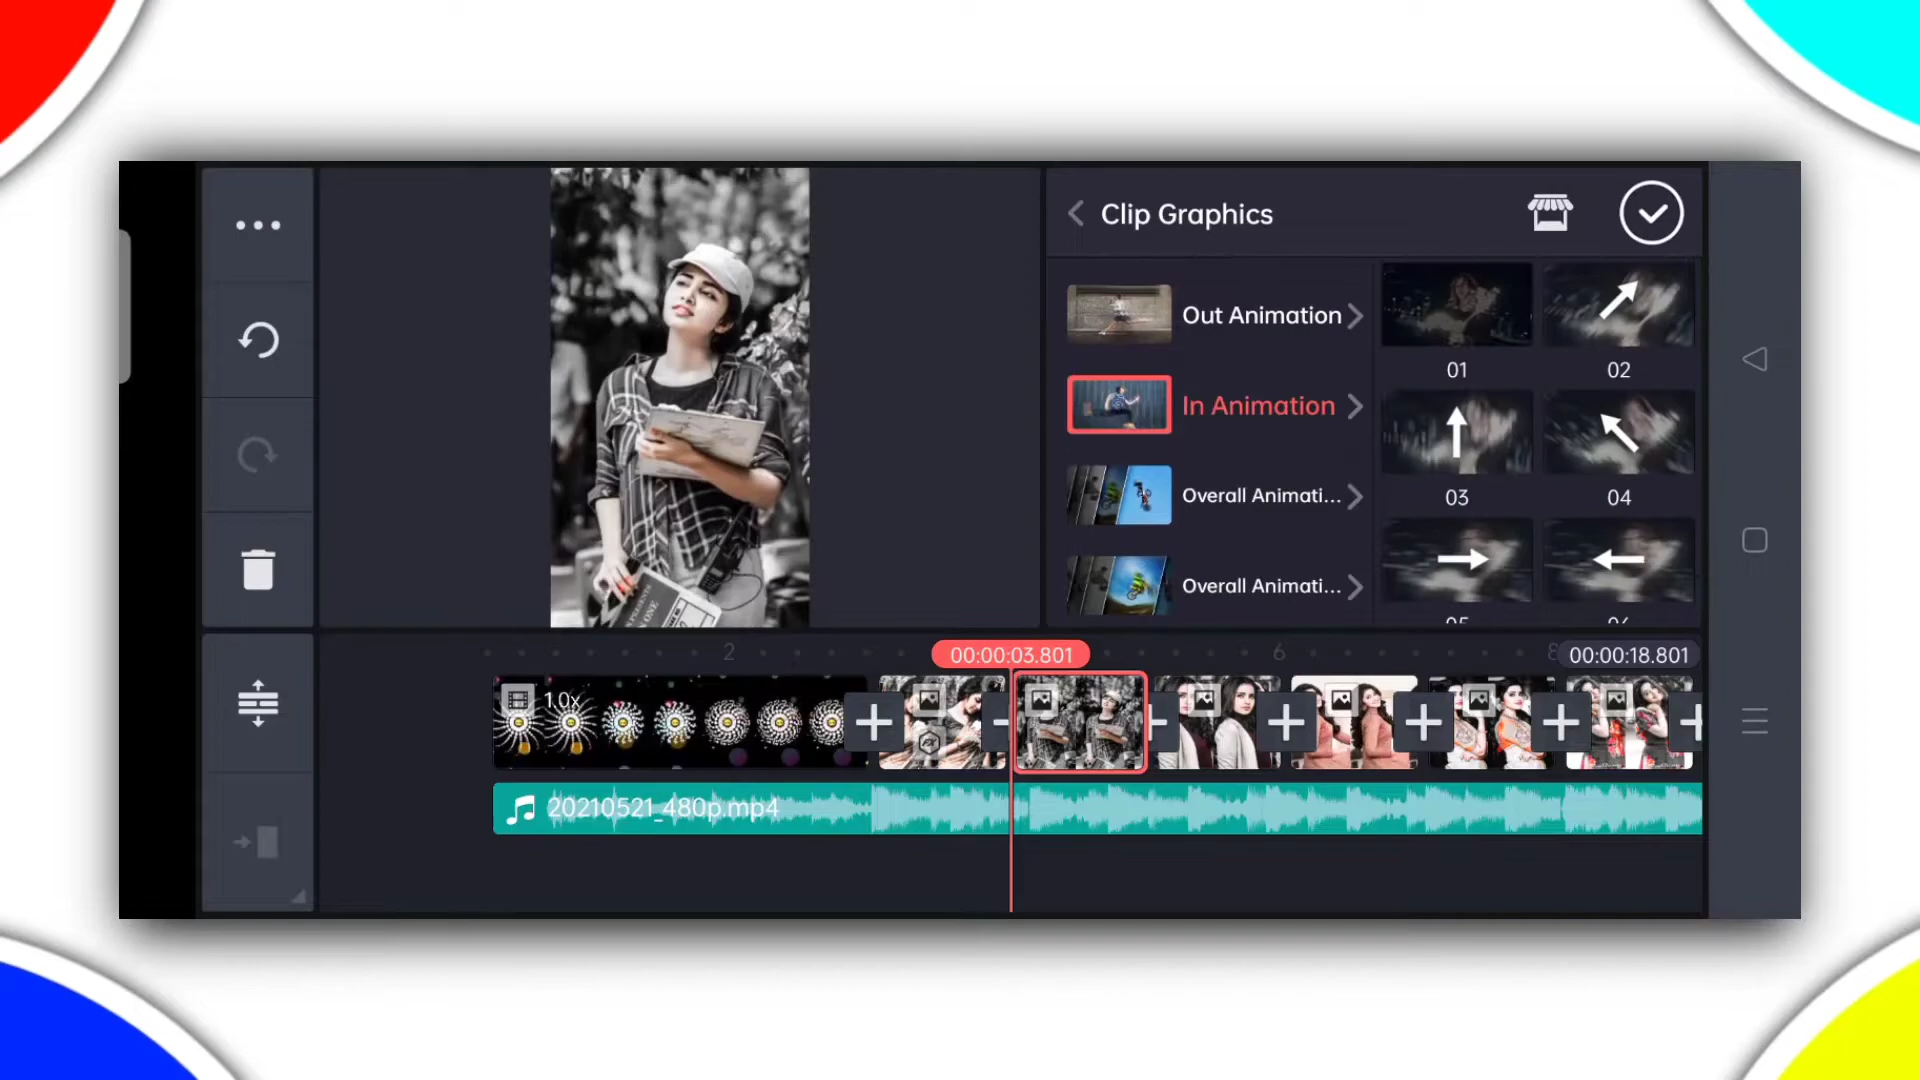 Clip Graphics
Out Animation
In Animation
Overall Animati...
Overall Animati...
01
02
03
04
2
00:00:03.801
6
8
00:00:18.801
1.0x
20210521_480p.mp4